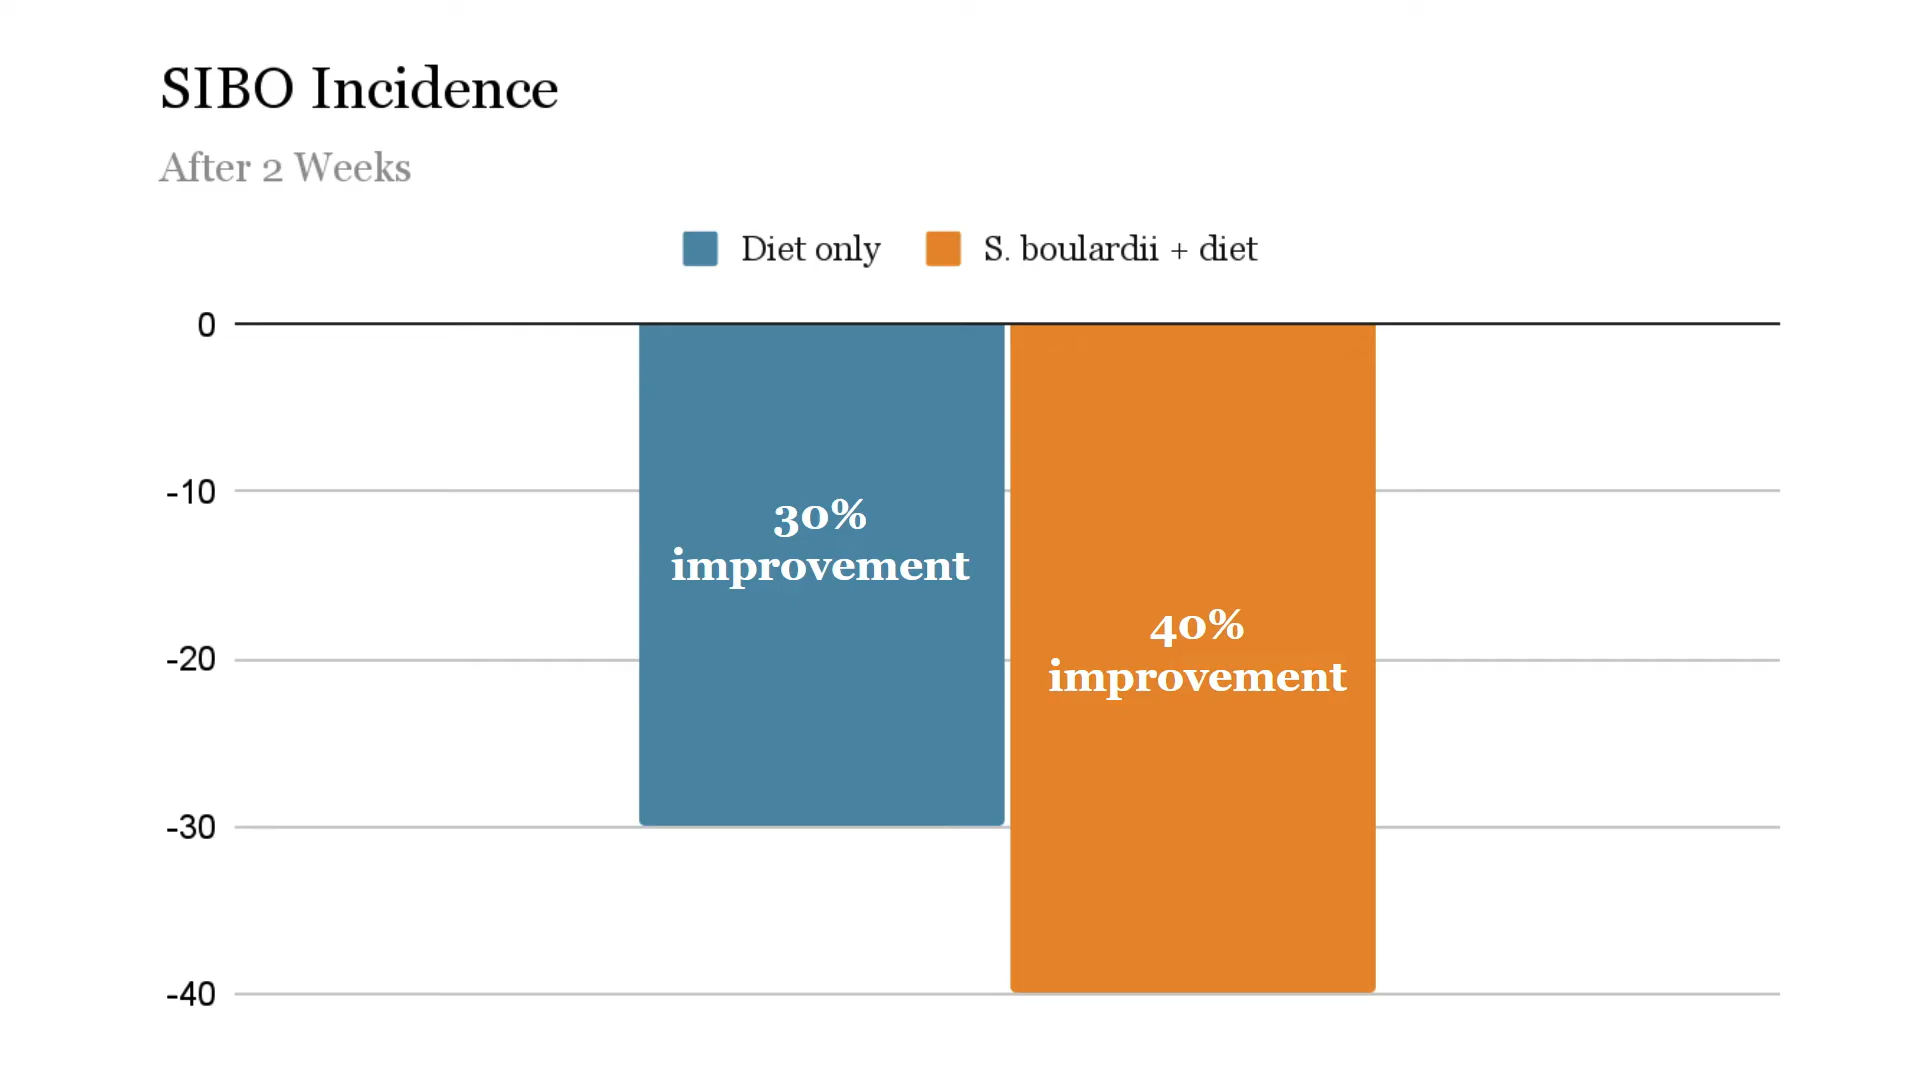 SIBO Incidence
After 2 Weeks
Diet only
S. boulardii + diet
0
-10
30%
improvement
40%
improvement
-20
-30
-40